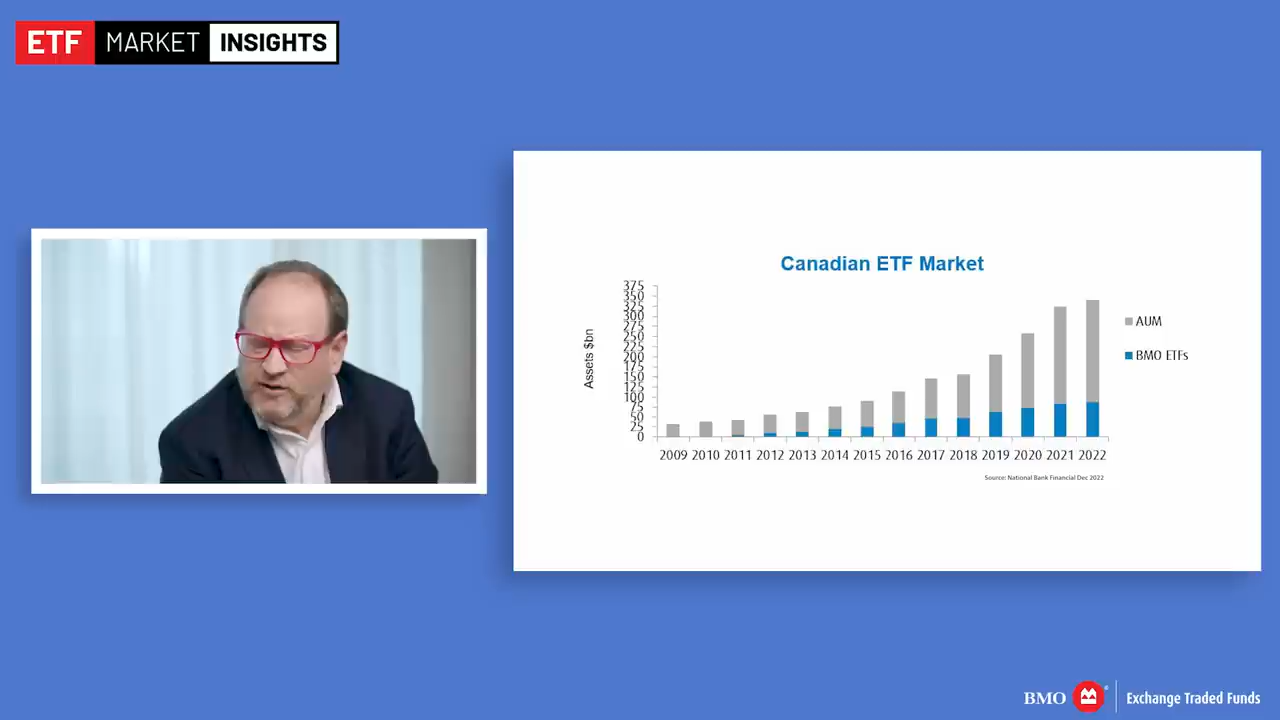 ETF MARKET INSIGHTS
Canadian ETF Market
Assets $bn
375
350
325
300
275
250
225
200
175
150
125
100
75
50
25
0
2009 2010 2011 2012 2013 2014 2015 2016 2017 2018 2019 2020 2021 2022
AUM
BMO ETFs
Source: National Bank Financial Dec 2022
BMO Exchange Traded Funds